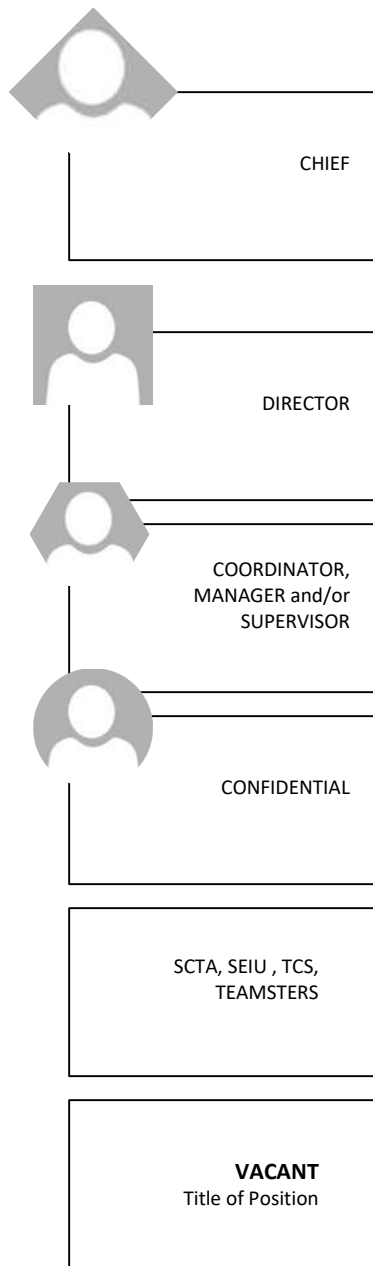 CHIEF
DIRECTOR
COORDINATOR,
MANAGER and/or
SUPERVISOR
CONFIDENTIAL
SCTA, SEIU , TCS,
TEAMSTERS
VACANT
Title of Position